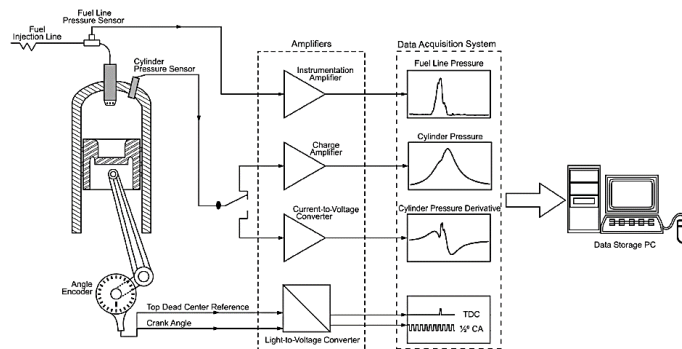 Fuel Line
Pressure Sensor
Fuel
Injection Line
Cylinder
Pressure Sensor
Amplifiers
Data Acquisition System
Instrumentation
Amplifier
Fuel Line Pressure
Charge
Amplifier
Cylinder Pressure
Current-to-Voltage
Converter
Cylinder Pressure Derivative
Data Storage PC
Angle
Encoder
Top Dead Center Reference
Crank Angle
Light-to-Voltage Converter
TDC
½º CA